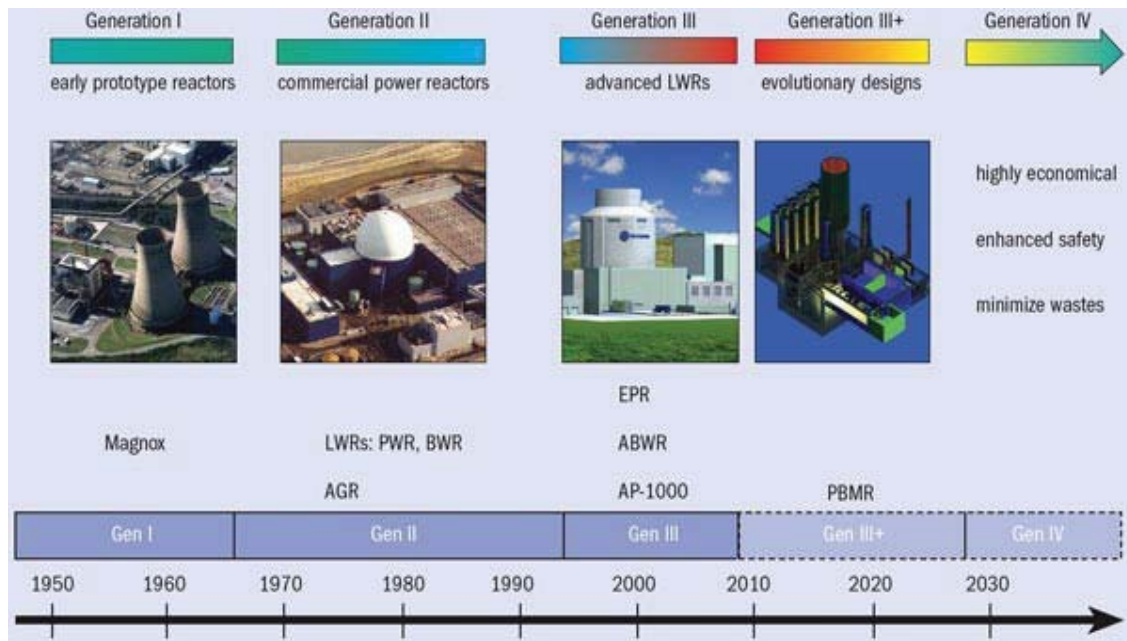 Generation I
Generation II
Generation III
Generation III+
Generation IV
early prototype reactors
commercial power reactors
advanced LWRs
evolutionary designs
highly economical
enhanced safety
minimize wastes
EPR
Magnox
LWRs: PWR, BWR
ABWR
AGR
AP-1000
PBMR
Gen I
Gen II
Gen III
Gen III+
Gen IV
1950
1960
1970
1980
1990
2000
2010
2020
2030